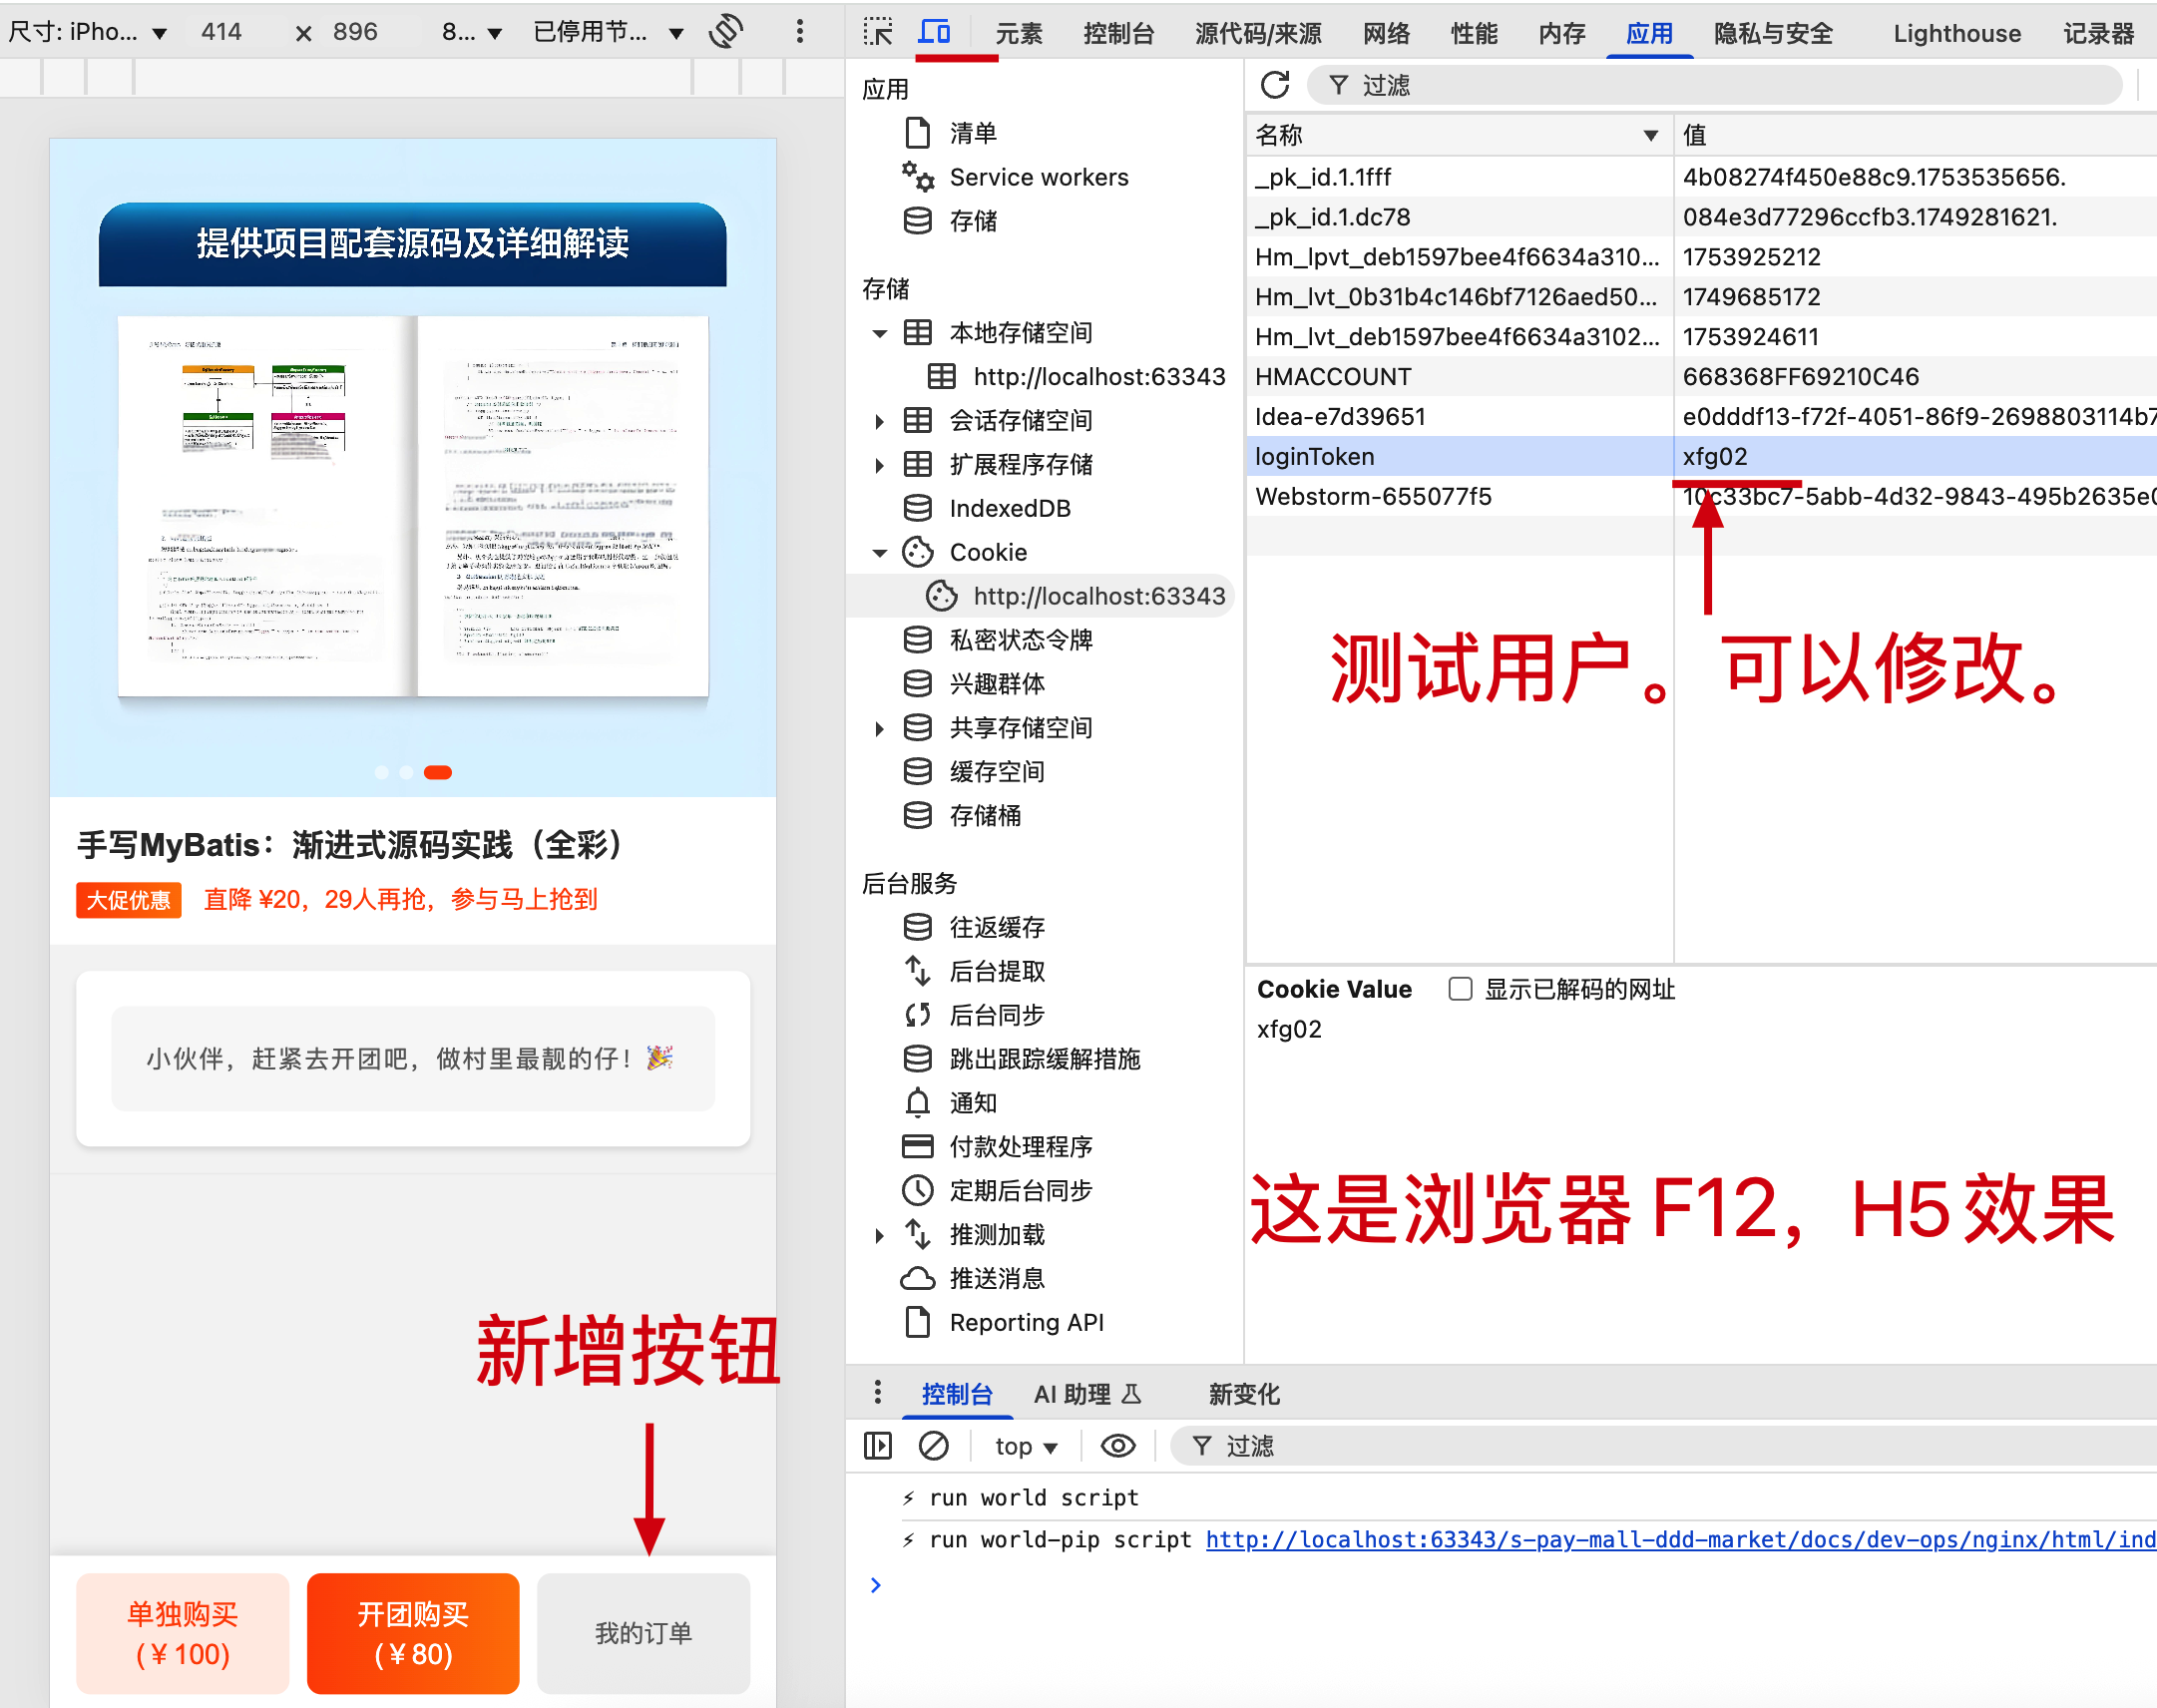 尺寸: iPho... ▼ 414 × 896 8... ▼ 已停用节... ▼
元素 控制台 源代码/来源 网络 性能 内存 应用 隐私与安全 Lighthouse 记录器
提供项目配套源码及详细解读
手写MyBatis：渐进式源码实践（全彩）
大促优惠 直降 ¥20，29人再抢，参与马上抢到
小伙伴，赶紧去开团吧，做村里最靓的仔！🎉
新增按钮
单独购买
(￥100)
开团购买
(￥80)
我的订单
应用
清单
Service workers
存储
存储
本地存储空间
http://localhost:63343
会话存储空间
扩展程序存储
IndexedDB
Cookie
http://localhost:63343
私密状态令牌
兴趣群体
共享存储空间
缓存空间
存储桶
后台服务
往返缓存
后台提取
后台同步
跳出跟踪缓解措施
通知
付款处理程序
定期后台同步
推测加载
推送消息
Reporting API
过滤
名称 ▼ 值
_pk_id.1.1fff 4b08274f450e88c9.1753535656.
_pk_id.1.dc78 084e3d77296ccfb3.1749281621.
Hm_lpvt_deb1597bee4f6634a310... 1753925212
Hm_lvt_0b31b4c146bf7126aed50... 1749685172
Hm_lvt_deb1597bee4f6634a3102... 1753924611
HMACCOUNT 668368FF69210C46
Idea-e7d39651 e0dddf13-f72f-4051-86f9-2698803114b7
loginToken xfg02
Webstorm-655077f5 10c33bc7-5abb-4d32-9843-495b2635e0
测试用户。可以修改。
Cookie Value 显示已解码的网址
xfg02
这是浏览器 F12，H5 效果
控制台 AI 助理 新变化
top ▼ 过滤
⚡ run world script
⚡ run world-pip script http://localhost:63343/s-pay-mall-ddd-market/docs/dev-ops/nginx/html/ind